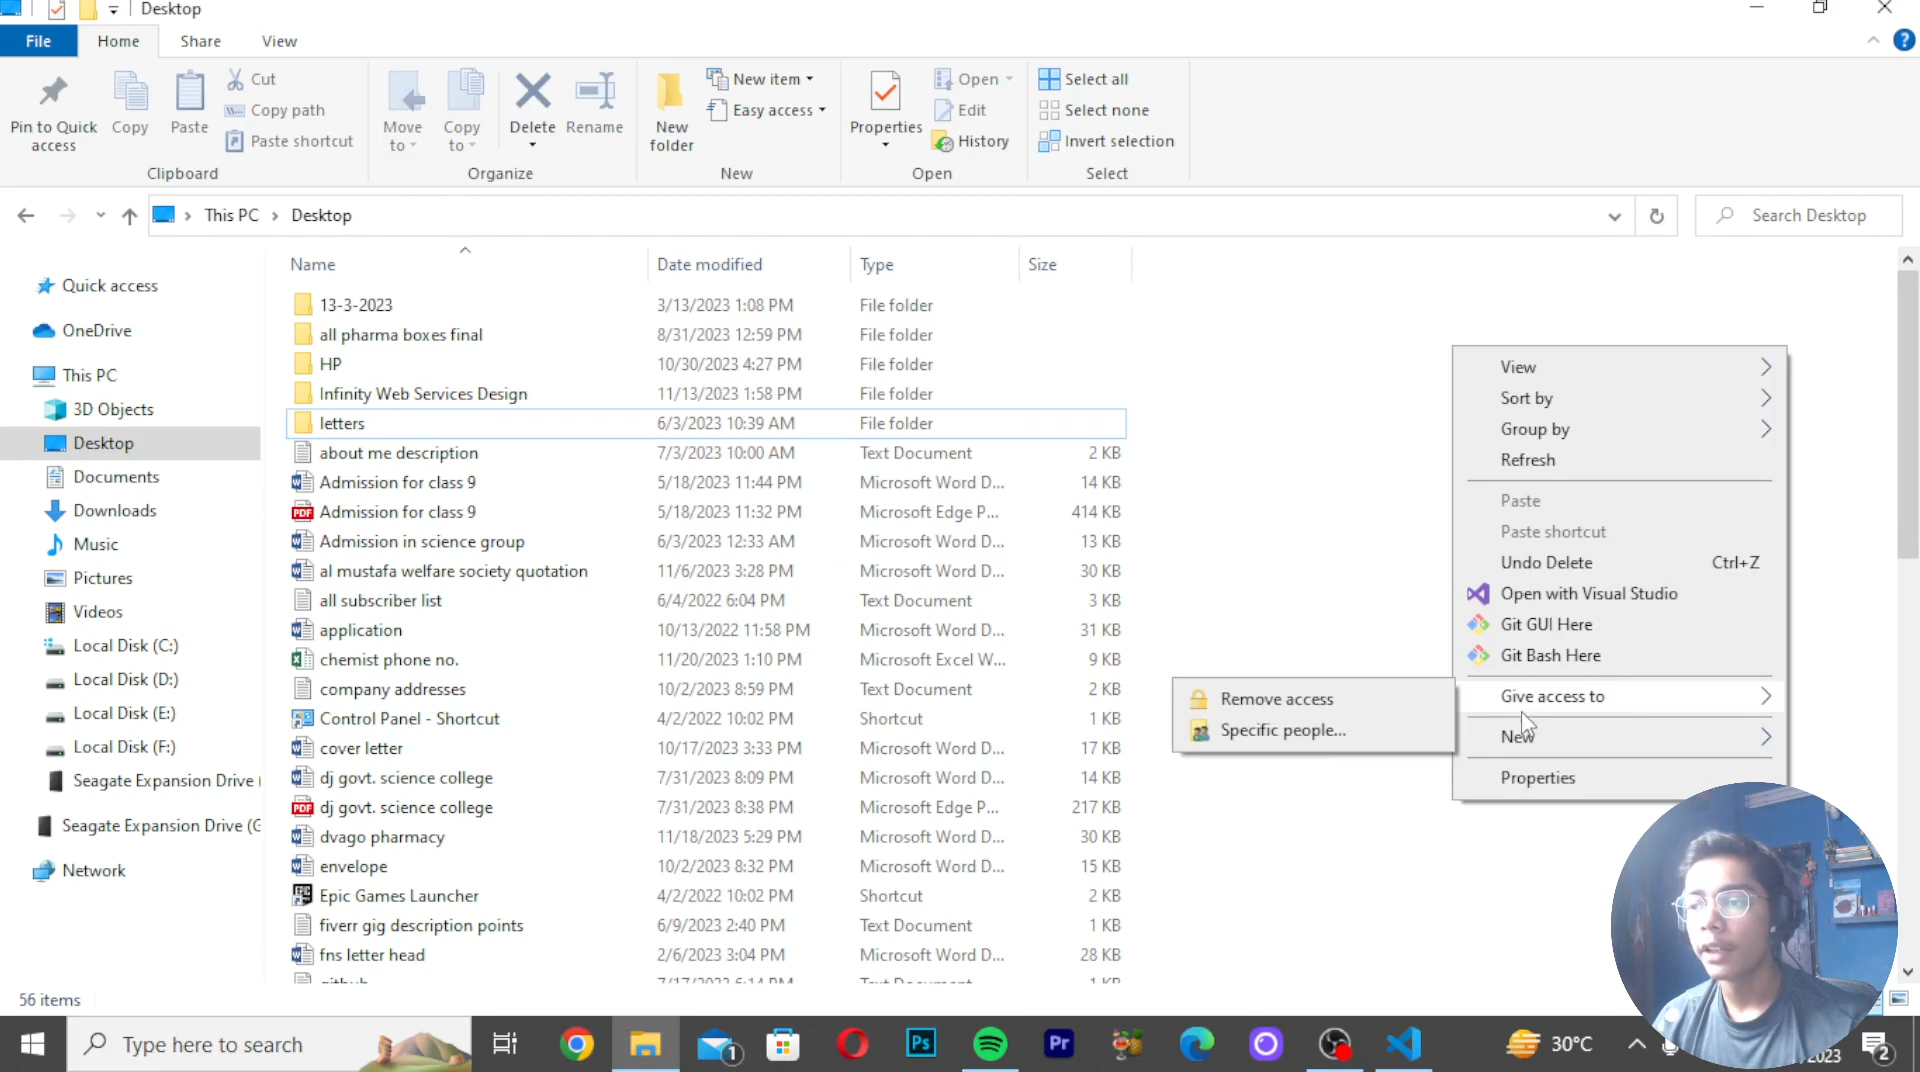 Desktop
File Home Share View
Pin to Quick access
Copy
Paste
Cut
Copy path
Paste shortcut
Clipboard
Move to
Copy to
Delete
Rename
Organize
New folder
New item
Easy access
New
Properties
Open
Edit
History
Open
Select all
Select none
Invert selection
Select
This PC Desktop
Search Desktop
Quick access
OneDrive
This PC
3D Objects
Desktop
Documents
Downloads
Music
Pictures
Videos
Local Disk (C:)
Local Disk (D:)
Local Disk (E:)
Local Disk (F:)
Seagate Expansion Drive (
Seagate Expansion Drive (G
Network
Name Date modified Type Size
13-3-2023 3/13/2023 1:08 PM File folder
all pharma boxes final 8/31/2023 12:59 PM File folder
HP 10/30/2023 4:27 PM File folder
Infinity Web Services Design 11/13/2023 1:58 PM File folder
letters 6/3/2023 10:39 AM File folder
about me description 7/3/2023 10:00 AM Text Document 2 KB
Admission for class 9 5/18/2023 11:44 PM Microsoft Word D... 14 KB
PDF Admission for class 9 5/18/2023 11:32 PM Microsoft Edge P... 414 KB
Admission in science group 6/3/2023 12:33 AM Microsoft Word D... 13 KB
al mustafa welfare society quotation 11/6/2023 3:28 PM Microsoft Word D... 30 KB
all subscriber list 6/4/2022 6:04 PM Text Document 3 KB
application 10/13/2022 11:58 PM Microsoft Word D... 31 KB
chemist phone no. 11/20/2023 1:10 PM Microsoft Excel W... 9 KB
company addresses 10/2/2023 8:59 PM Text Document 2 KB
Control Panel - Shortcut 4/2/2022 10:02 PM Shortcut 1 KB
cover letter 10/17/2023 3:33 PM Microsoft Word D... 17 KB
dj govt. science college 7/31/2023 8:09 PM Microsoft Word D... 14 KB
PDF dj govt. science college 7/31/2023 8:38 PM Microsoft Edge P... 217 KB
dvago pharmacy 11/18/2023 5:29 PM Microsoft Word D... 30 KB
envelope 10/2/2023 8:32 PM Microsoft Word D... 15 KB
Epic Games Launcher 4/2/2022 10:02 PM Shortcut 2 KB
fiverr gig description points 6/9/2023 2:40 PM Text Document 1 KB
fns letter head 2/6/2023 3:04 PM Microsoft Word D... 28 KB
View
Sort by
Group by
Refresh
Paste
Paste shortcut
Undo Delete Ctrl+Z
Open with Visual Studio
Git GUI Here
Git Bash Here
Give access to
New
Properties
Remove access
Specific people...
56 items
Type here to search
1
Ps
Pr
30°C
2023
2